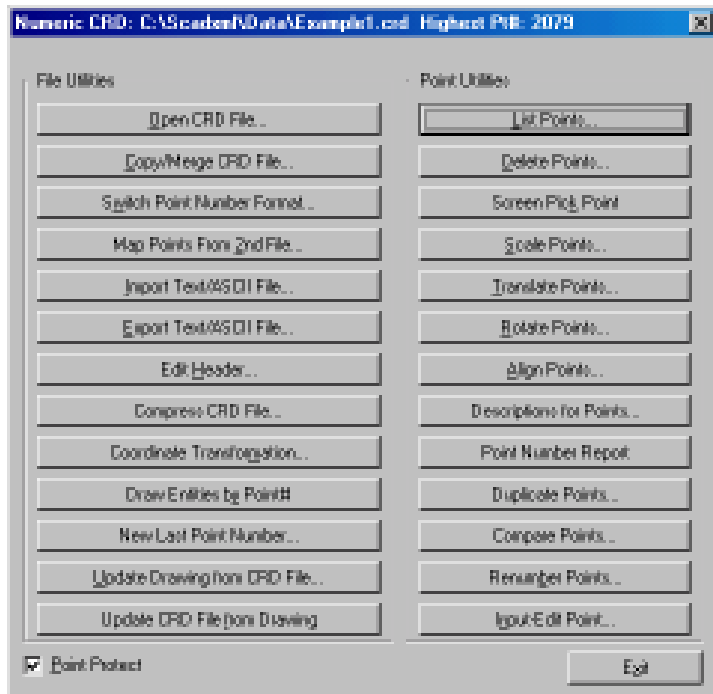 Numeric CRD: C:\Scadxml\Data\Example1.crd Highest Pt#: 2079
File Utilities
Open CRD File...
Copy/Merge CRD File...
Switch Point Number Format...
Map Points From 2nd File...
Import Text/ASCII File...
Export Text/ASCII File...
Edit Header...
Compress CRD File...
Coordinate Transformation...
Draw Entities by Point#
New Last Point Number...
Update Drawing from CRD File...
Update CRD File from Drawing
Point Protect
Point Utilities
List Points...
Delete Points...
Screen Pick Point
Scale Points...
Translate Points...
Rotate Points...
Align Points...
Descriptions for Points...
Point Number Report
Duplicate Points...
Compare Points...
Renumber Points...
Input-Edit Point...
Exit